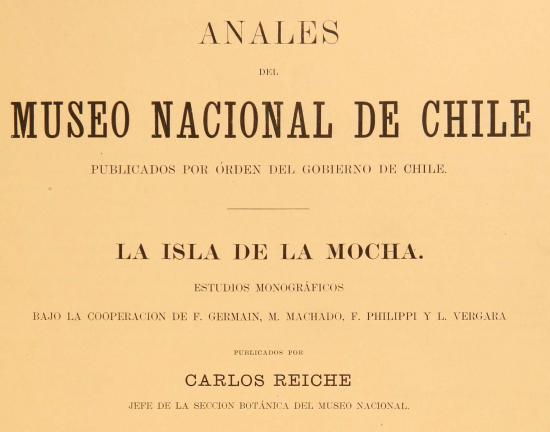 ANALES
DEL
MUSEO NACIONAL DE CHILE
PUBLICADOS POR ÓRDEN DEL GOBIERNO DE CHILE.
LA ISLA DE LA MOCHA.
ESTUDIOS MONOGRÁFICOS
BAJO LA COOPERACION DE F. GERMAIN, M. MACHADO, F. PHILIPPI Y L. VERGARA
PUBLICADOS POR
CARLOS REICHE
JEFE DE LA SECCION BOTÁNICA DEL MUSEO NACIONAL.